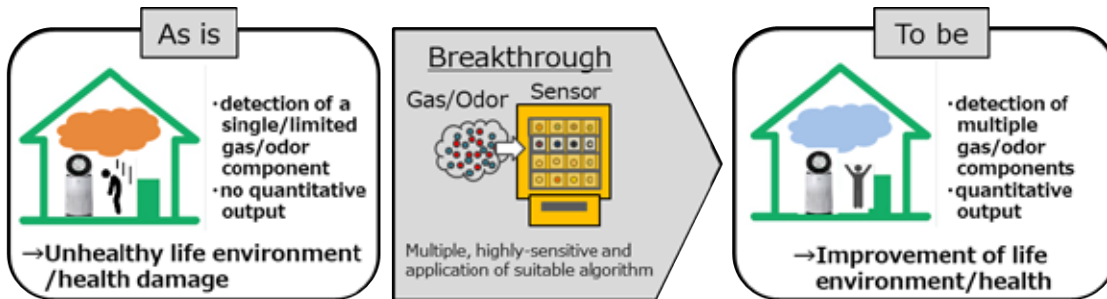 As is
・detection of a
single/limited
gas/odor
component
・no quantitative
output
→Unhealthy life environment
/health damage
Breakthrough
Gas/Odor
Sensor
Multiple, highly-sensitive and
application of suitable algorithm
To be
・detection of
multiple
gas/odor
components
・quantitative
output
→Improvement of life
environment/health